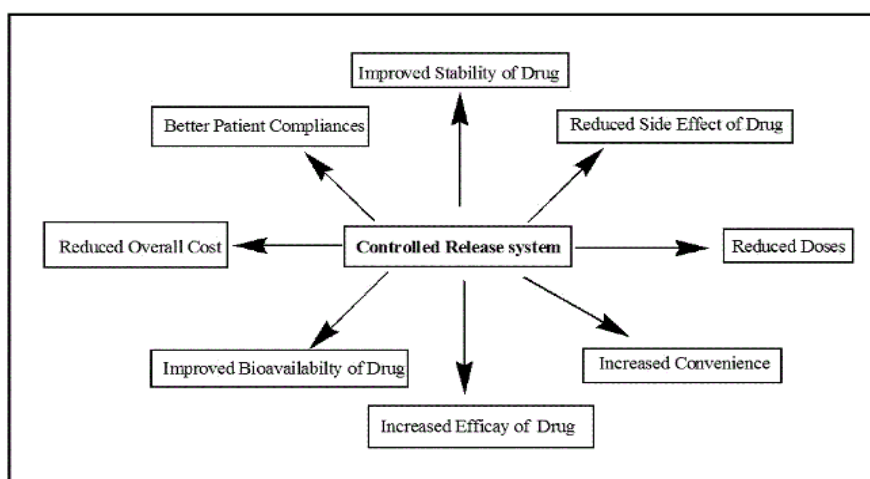 Improved Stability of Drug
Better Patient Compliances
Reduced Side Effect of Drug
Reduced Overall Cost
Controlled Release system
Reduced Doses
Improved Bioavailabilty of Drug
Increased Convenience
Increased Efficay of Drug